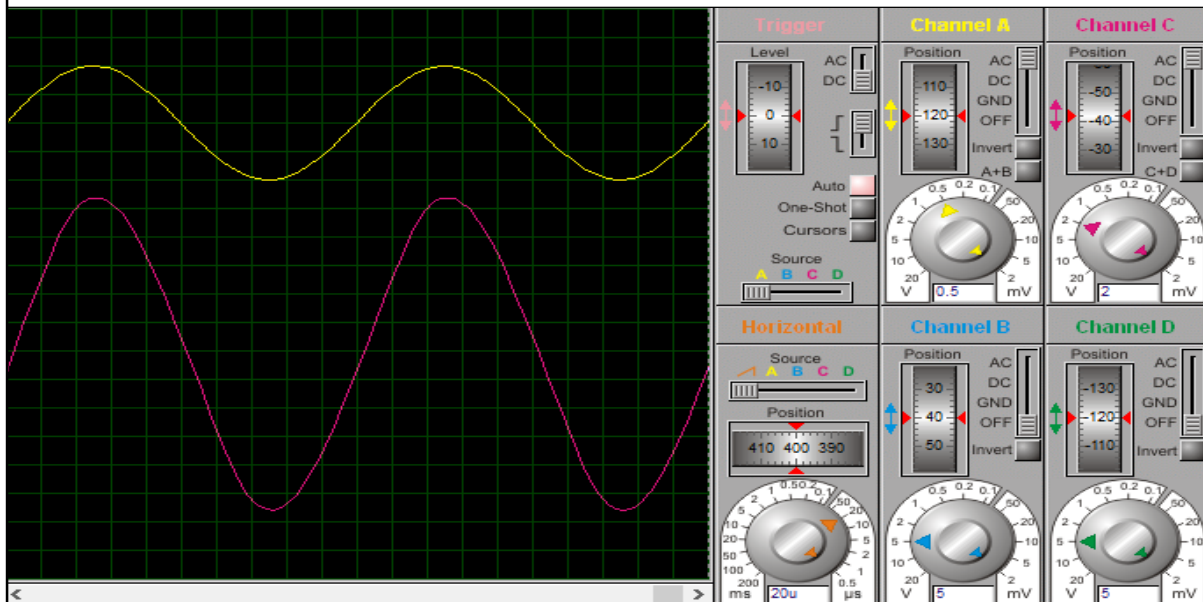 Trigger
Level
AC
DC
-10
0
10
Auto
One-Shot
Cursors
Source
A B C D
Channel A
Position
AC
DC
GND
OFF
110
120
130
Invert
A+B
0.5 0.2 0.1
1 50
2 20
5 10
10 5
20 2
V 0.5 mV
Channel C
Position
AC
DC
GND
OFF
-50
-40
-30
Invert
C+D
0.5 0.2 0.1
1 50
2 20
5 10
10 5
20 2
V 2 mV
Horizontal
Source
A B C D
Position
410 400 390
0.5 0.2
1 0.1
2 50
5 20
10 10
20 5
50 2
100 1
200 0.5
ms 20u µs
Channel B
Position
AC
DC
GND
OFF
30
40
50
Invert
0.5 0.2 0.1
1 50
2 20
5 10
10 5
20 2
V 5 mV
Channel D
Position
AC
DC
GND
OFF
-130
-120
-110
Invert
0.5 0.2 0.1
1 50
2 20
5 10
10 5
20 2
V 5 mV